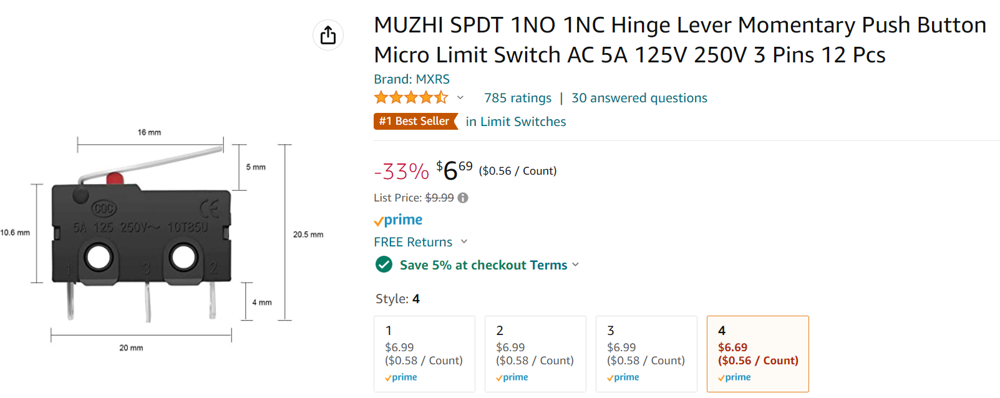 MUZHI SPDT 1NO 1NC Hinge Lever Momentary Push Button
Micro Limit Switch AC 5A 125V 250V 3 Pins 12 Pcs
Brand: MXRS
785 ratings | 30 answered questions
#1 Best Seller in Limit Switches
-33% $6⁶⁹ ($0.56 / Count)
List Price: $9.99
prime
FREE Returns
Save 5% at checkout Terms
Style: 4
1
$6.99
($0.58 / Count)
prime
2
$6.99
($0.58 / Count)
prime
3
$6.99
($0.58 / Count)
prime
4
$6.69
($0.56 / Count)
prime
16 mm
5 mm
10.6 mm
20.5 mm
4 mm
20 mm
CQC CE
5A 125 250V~ 10T85U
1 3 2